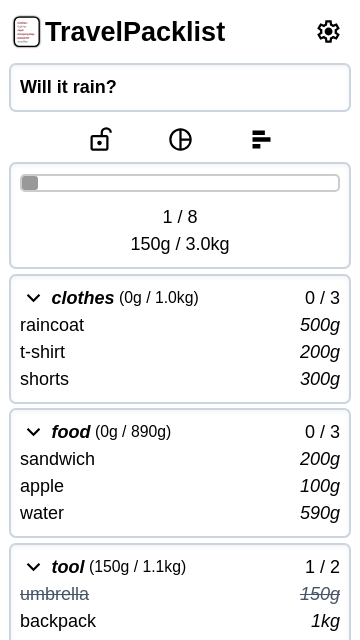 TravelPacklist
Will it rain?
1 / 8
150g / 3.0kg
clothes (0g / 1.0kg) 0 / 3
raincoat 500g
t-shirt 200g
shorts 300g
food (0g / 890g) 0 / 3
sandwich 200g
apple 100g
water 590g
tool (150g / 1.1kg) 1 / 2
umbrella 150g
backpack 1kg